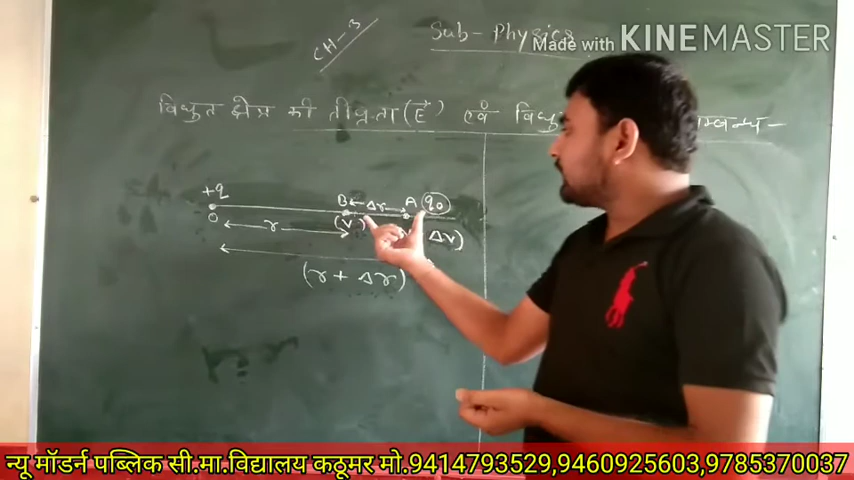 CH-3
Sub- Physics
Made with KINEMASTER
विधुत क्षेत्र की तीव्रता (E⃗) एवं
+q
B Δr A q₀
O r (V) ΔV)
(r + Δr)
न्यू मॉडर्न पब्लिक सी.मा.विद्यालय कठूमर मो.9414793529,9460925603,9785370037